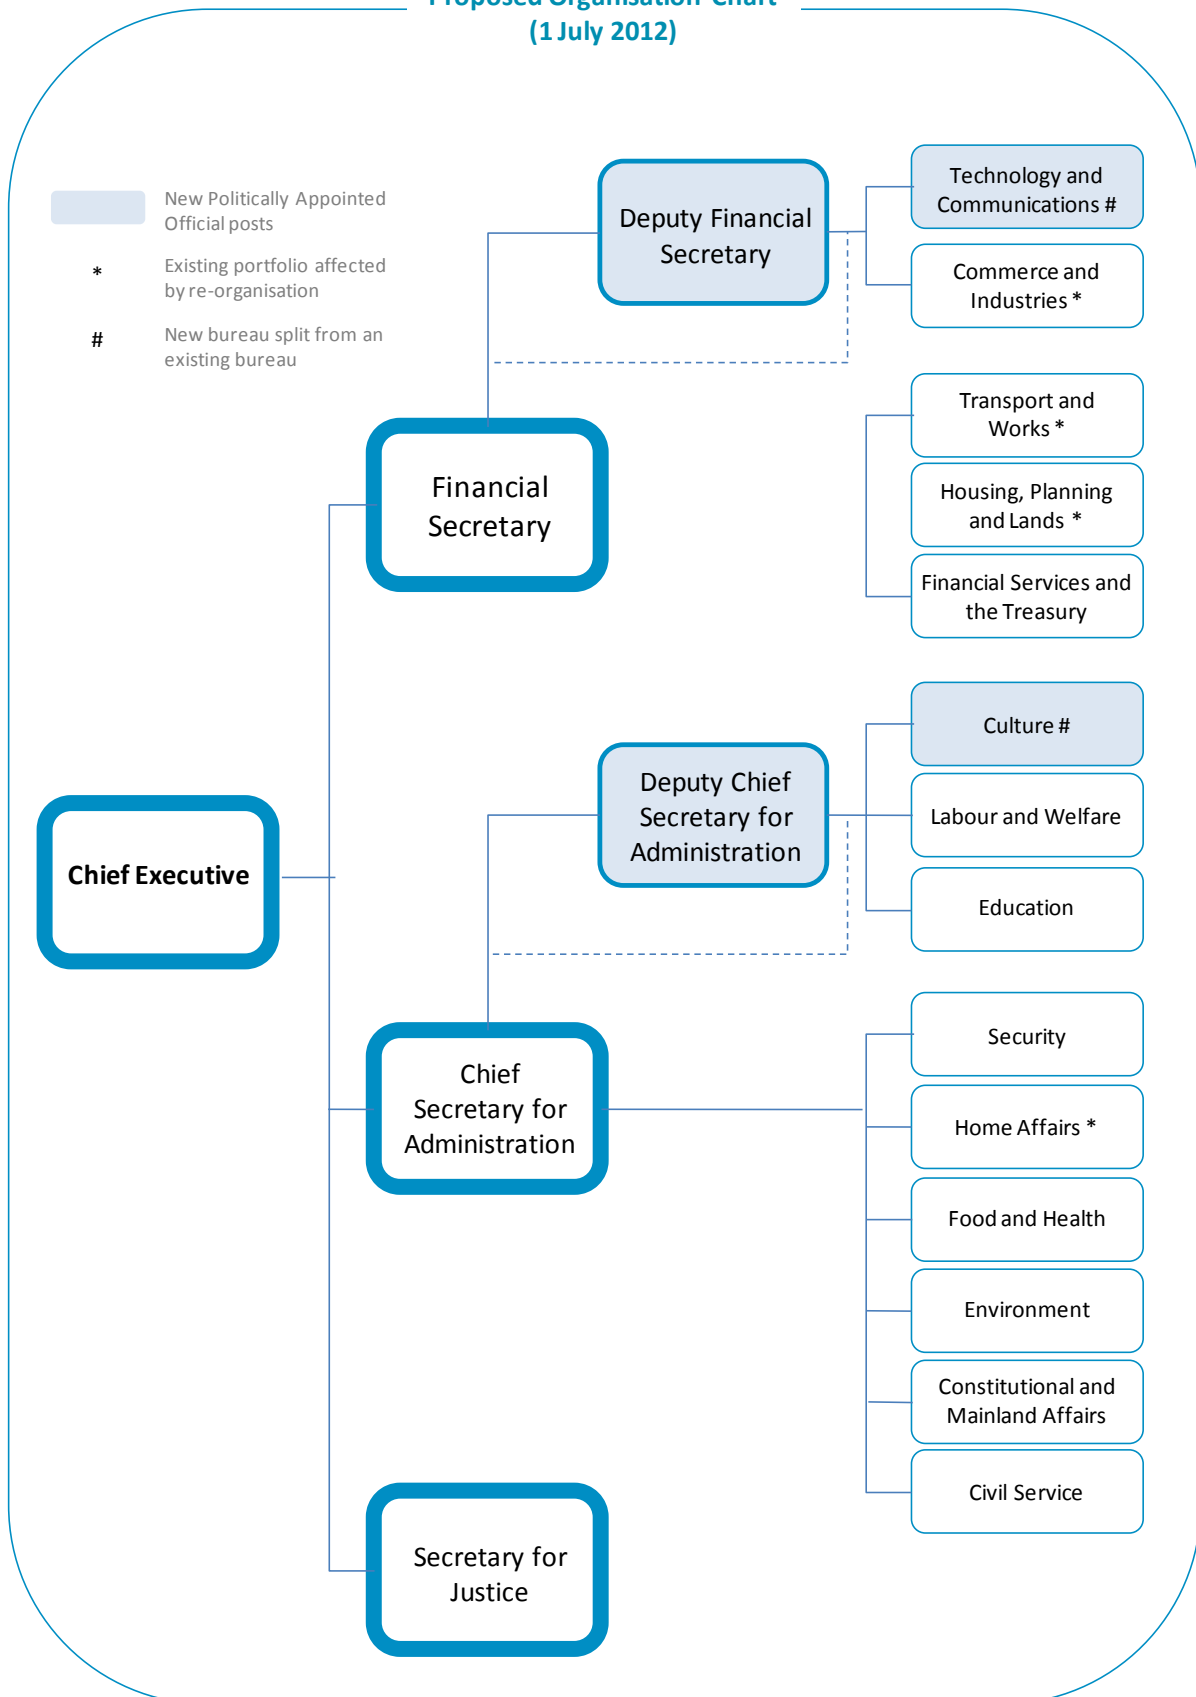 Proposed Organisation Chart
(1 July 2012)
New Politically Appointed
Official posts
*
Existing portfolio affected
by re-organisation
#
New bureau split from an
existing bureau
Deputy Financial
Secretary
Technology and
Communications #
Commerce and
Industries *
Transport and
Works *
Housing, Planning
and Lands *
Financial Services and
the Treasury
Financial
Secretary
Culture #
Labour and Welfare
Education
Deputy Chief
Secretary for
Administration
Chief Executive
Chief
Secretary for
Administration
Security
Home Affairs *
Food and Health
Environment
Constitutional and
Mainland Affairs
Civil Service
Secretary for
Justice